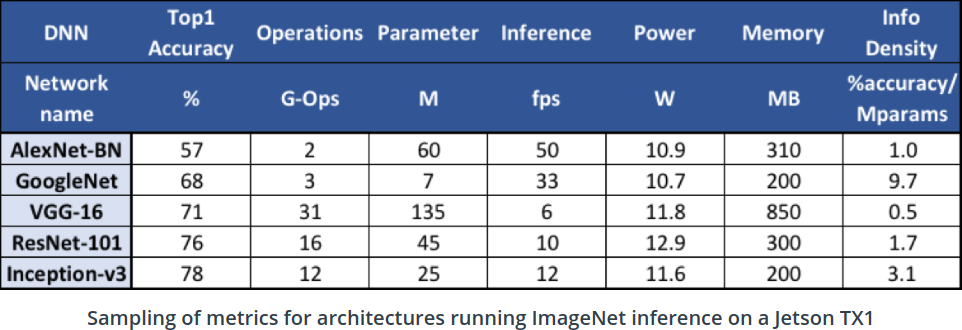 DNN Top1 Accuracy Operations Parameter Inference Power Memory Info Density
Network name % G-Ops M fps W MB %accuracy/ Mparams
AlexNet-BN 57 2 60 50 10.9 310 1.0
GoogleNet 68 3 7 33 10.7 200 9.7
VGG-16 71 31 135 6 11.8 850 0.5
ResNet-101 76 16 45 10 12.9 300 1.7
Inception-v3 78 12 25 12 11.6 200 3.1
Sampling of metrics for architectures running ImageNet inference on a Jetson TX1